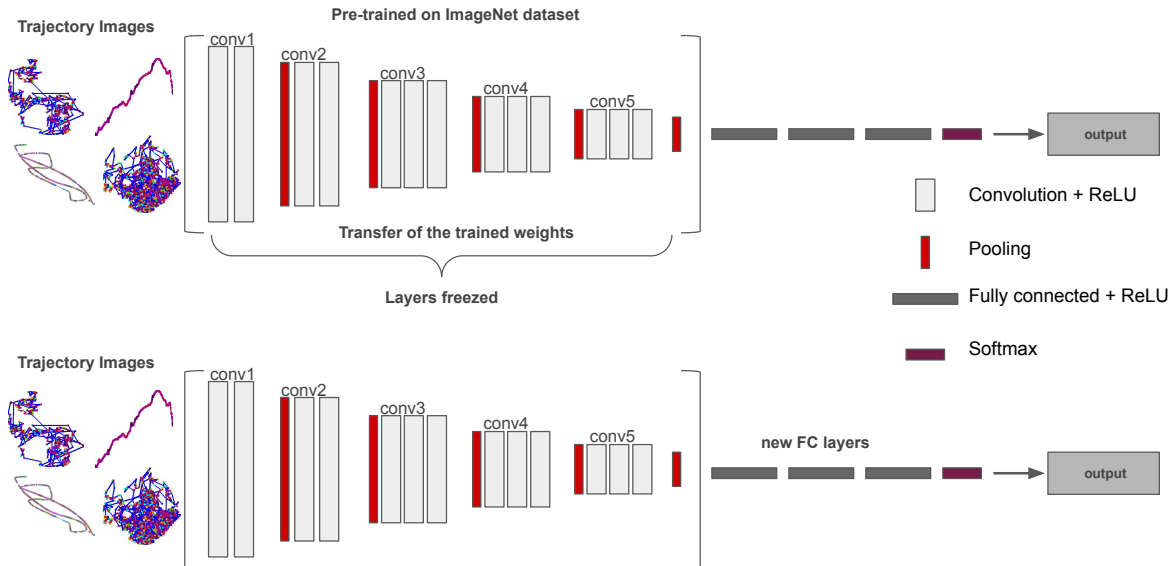 Pre-trained on ImageNet dataset
Trajectory Images
conv1
conv2
conv3
conv4
conv5
output
Convolution + ReLU
Transfer of the trained weights
Pooling
Layers freezed
Fully connected + ReLU
Softmax
Trajectory Images
conv1
conv2
conv3
conv4
conv5
new FC layers
output